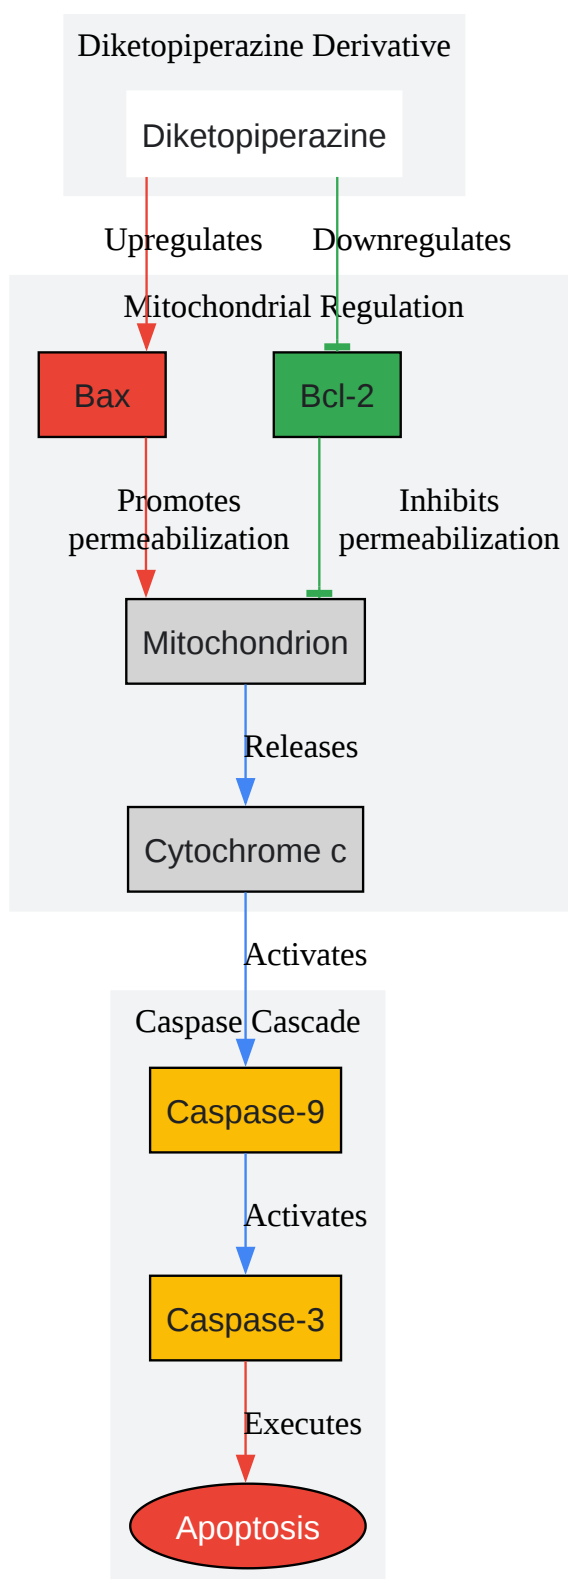 Diketopiperazine Derivative
Diketopiperazine
Upregulates
Downregulates
Mitochondrial Regulation
Bax
Bcl-2
Promotes
permeabilization
Inhibits
permeabilization
Mitochondrion
Releases
Cytochrome c
Activates
Caspase Cascade
Caspase-9
Activates
Caspase-3
Executes
Apoptosis